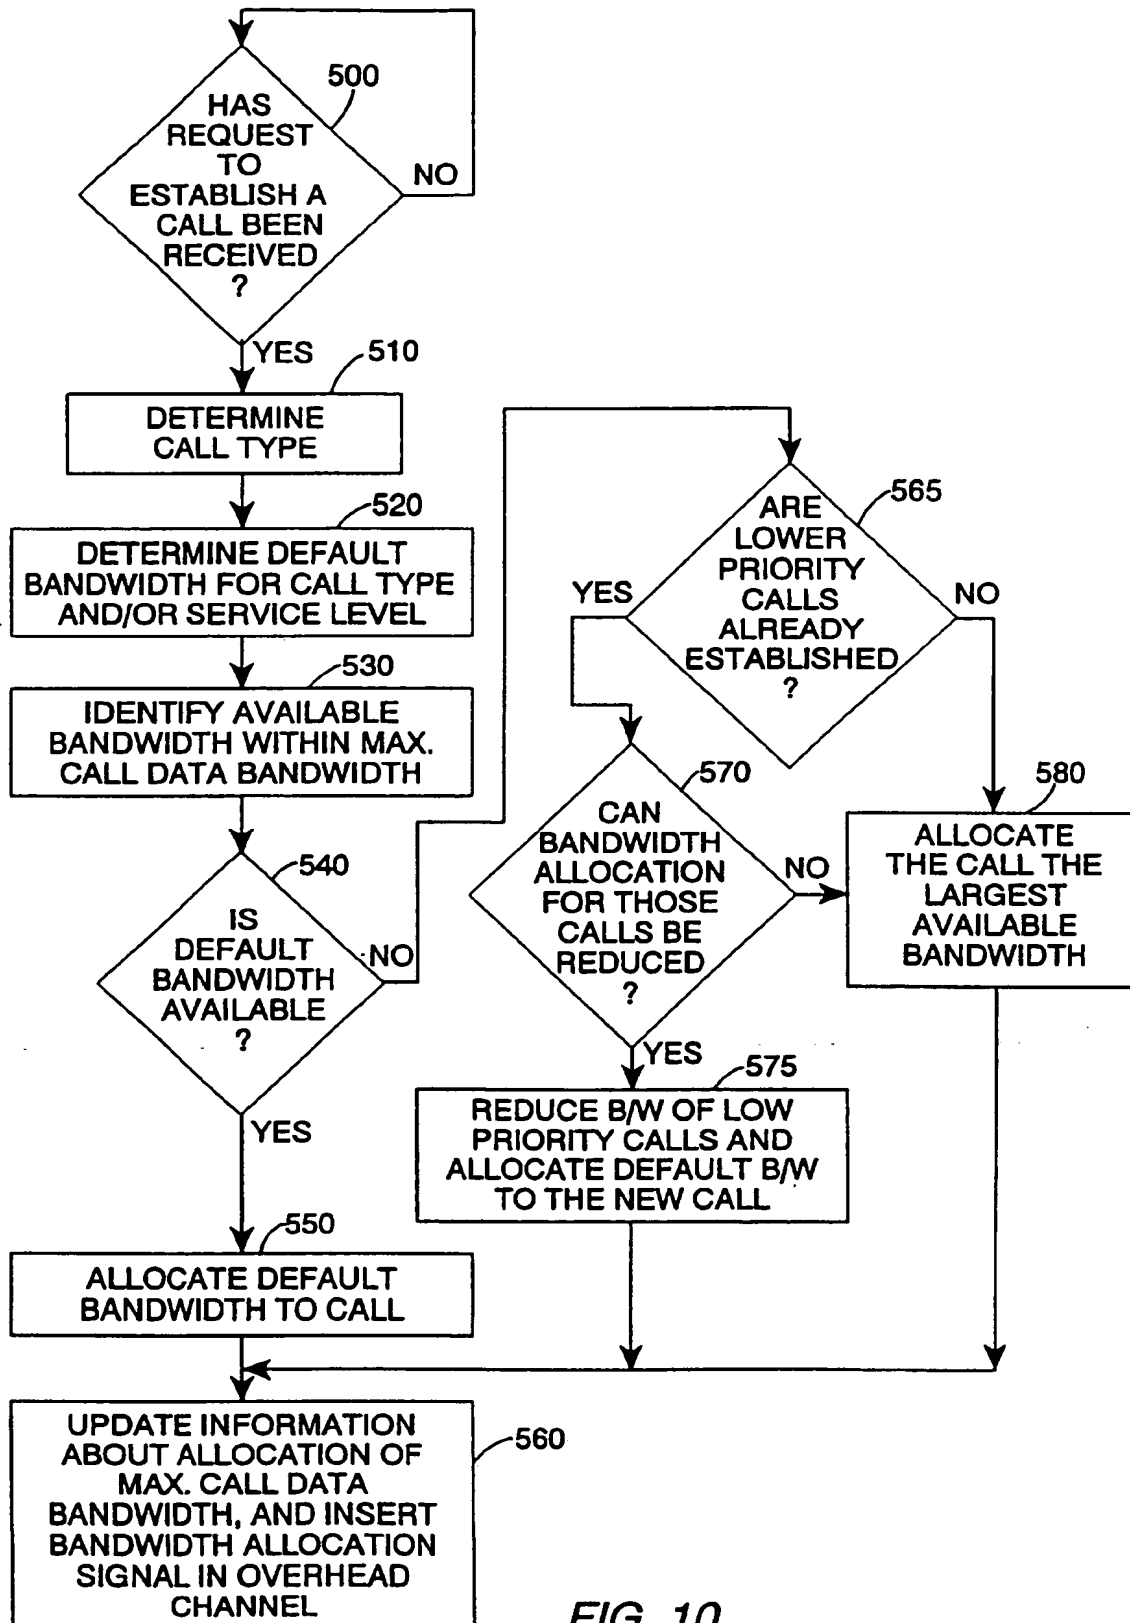 500
HAS
REQUEST
TO
ESTABLISH A
CALL BEEN
RECEIVED
?
NO
YES
510
DETERMINE
CALL TYPE
520
DETERMINE DEFAULT
BANDWIDTH FOR CALL TYPE
AND/OR SERVICE LEVEL
530
IDENTIFY AVAILABLE
BANDWIDTH WITHIN MAX.
CALL DATA BANDWIDTH
540
IS
DEFAULT
BANDWIDTH
AVAILABLE
?
NO
YES
550
ALLOCATE DEFAULT
BANDWIDTH TO CALL
560
UPDATE INFORMATION
ABOUT ALLOCATION OF
MAX. CALL DATA
BANDWIDTH, AND INSERT
BANDWIDTH ALLOCATION
SIGNAL IN OVERHEAD
CHANNEL
565
ARE
LOWER
PRIORITY
CALLS
ALREADY
ESTABLISHED
?
YES
NO
570
CAN
BANDWIDTH
ALLOCATION
FOR THOSE
CALLS BE
REDUCED
?
NO
YES
575
REDUCE B/W OF LOW
PRIORITY CALLS AND
ALLOCATE DEFAULT B/W
TO THE NEW CALL
580
ALLOCATE
THE CALL THE
LARGEST
AVAILABLE
BANDWIDTH
FIG. 10